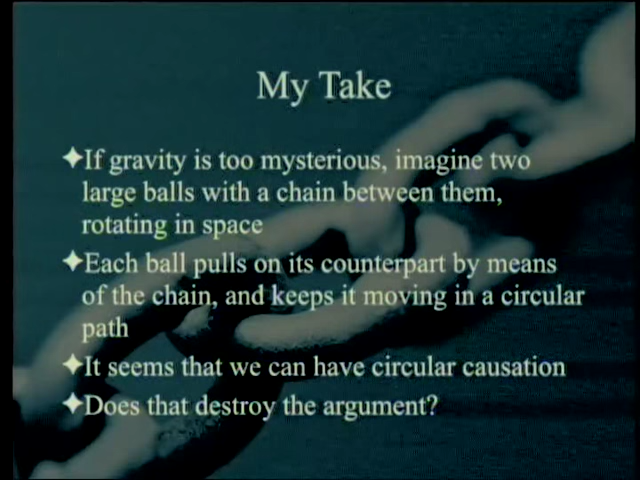 My Take
✦If gravity is too mysterious, imagine two
large balls with a chain between them,
rotating in space
✦Each ball pulls on its counterpart by means
of the chain, and keeps it moving in a circular
path
✦It seems that we can have circular causation
✦Does that destroy the argument?